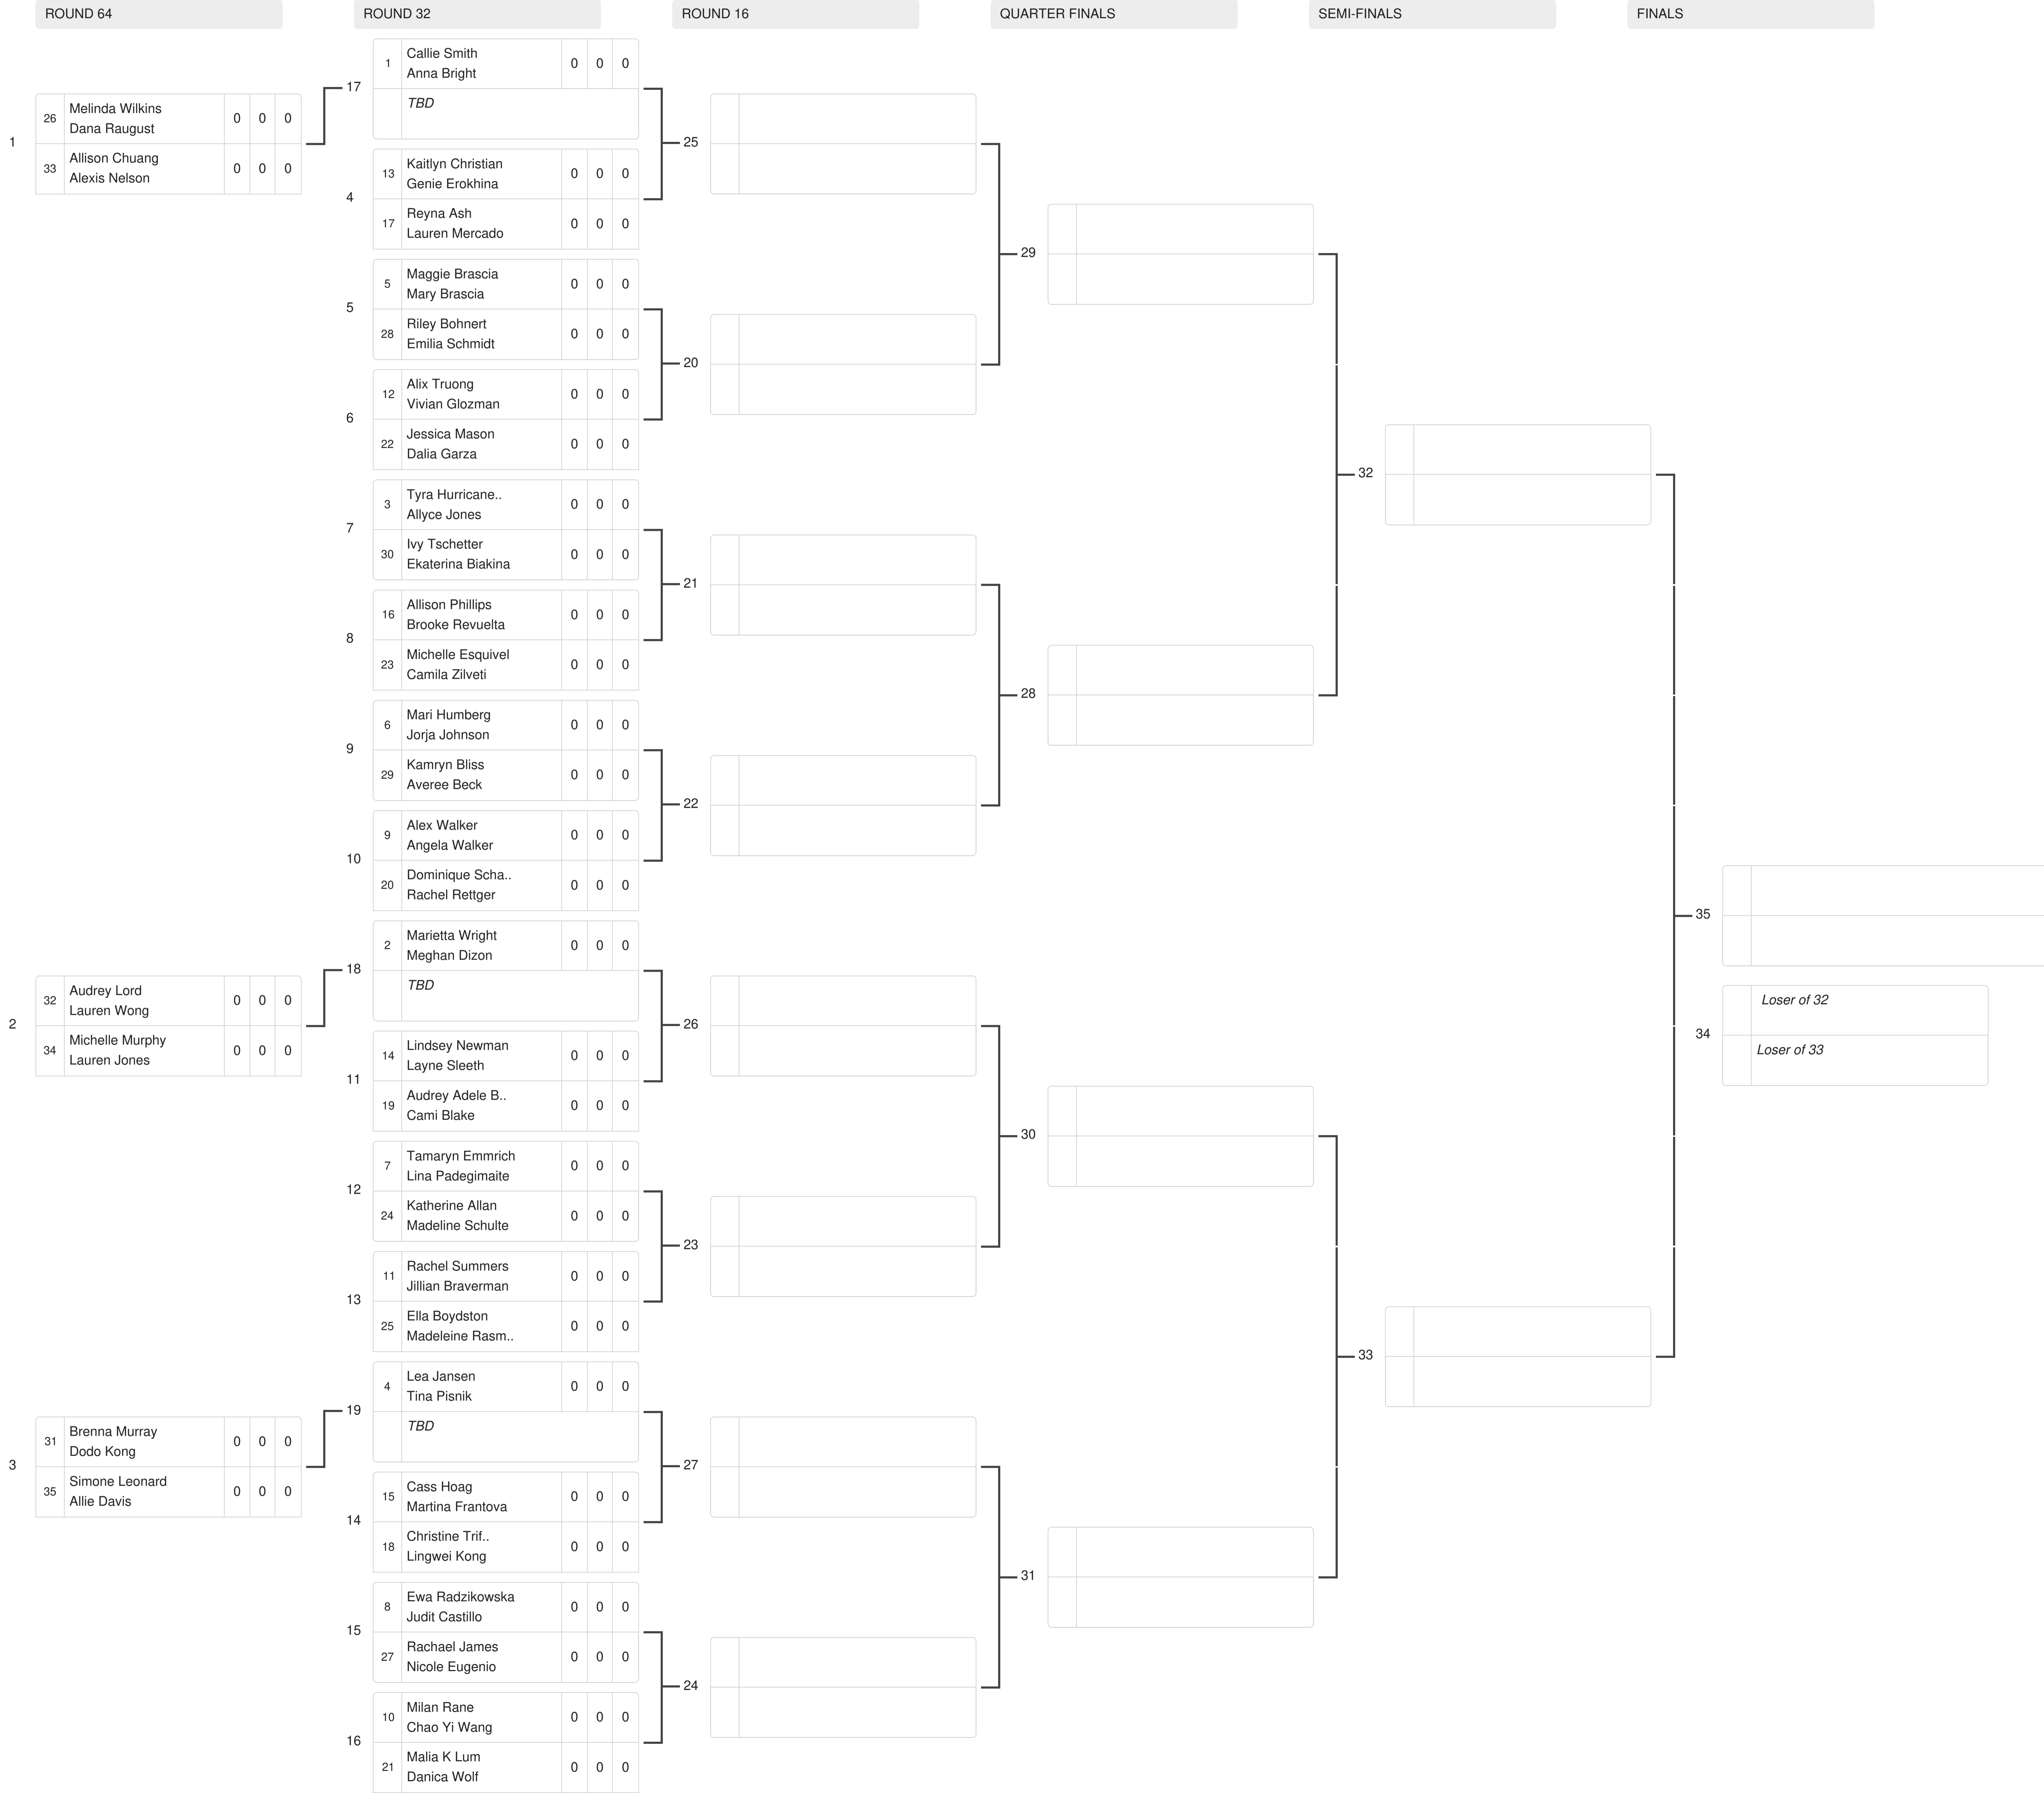 ROUND 64
ROUND 32
ROUND 16
QUARTER FINALS
SEMI-FINALS
FINALS
1
26 Melinda Wilkins 0 0 0
Dana Raugust
33 Allison Chuang 0 0 0
Alexis Nelson
2
32 Audrey Lord 0 0 0
Lauren Wong
34 Michelle Murphy 0 0 0
Lauren Jones
3
31 Brenna Murray 0 0 0
Dodo Kong
35 Simone Leonard 0 0 0
Allie Davis
17
1 Callie Smith 0 0 0
Anna Bright
TBD
4
13 Kaitlyn Christian 0 0 0
Genie Erokhina
17 Reyna Ash 0 0 0
Lauren Mercado
5
5 Maggie Brascia 0 0 0
Mary Brascia
28 Riley Bohnert 0 0 0
Emilia Schmidt
6
12 Alix Truong 0 0 0
Vivian Glozman
22 Jessica Mason 0 0 0
Dalia Garza
7
3 Tyra Hurricane.. 0 0 0
Allyce Jones
30 Ivy Tschetter 0 0 0
Ekaterina Biakina
8
16 Allison Phillips 0 0 0
Brooke Revuelta
23 Michelle Esquivel 0 0 0
Camila Zilveti
9
6 Mari Humberg 0 0 0
Jorja Johnson
29 Kamryn Bliss 0 0 0
Averee Beck
10
9 Alex Walker 0 0 0
Angela Walker
20 Dominique Scha.. 0 0 0
Rachel Rettger
18
2 Marietta Wright 0 0 0
Meghan Dizon
TBD
11
14 Lindsey Newman 0 0 0
Layne Sleeth
19 Audrey Adele B.. 0 0 0
Cami Blake
12
7 Tamaryn Emmrich 0 0 0
Lina Padegimaite
24 Katherine Allan 0 0 0
Madeline Schulte
13
11 Rachel Summers 0 0 0
Jillian Braverman
25 Ella Boydston 0 0 0
Madeleine Rasm..
19
4 Lea Jansen 0 0 0
Tina Pisnik
TBD
14
15 Cass Hoag 0 0 0
Martina Frantova
18 Christine Trif.. 0 0 0
Lingwei Kong
15
8 Ewa Radzikowska 0 0 0
Judit Castillo
27 Rachael James 0 0 0
Nicole Eugenio
16
10 Milan Rane 0 0 0
Chao Yi Wang
21 Malia K Lum 0 0 0
Danica Wolf
25
20
21
22
26
23
27
24
29
28
30
31
32
33
35
34
Loser of 32
Loser of 33